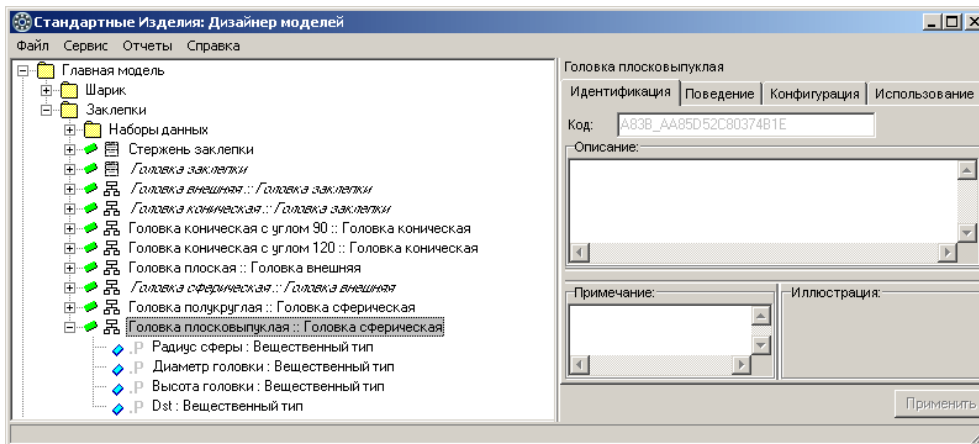 Стандартные Изделия: Дизайнер моделей
Файл Сервис Отчеты Справка
Главная модель
Шарик
Заклепки
Наборы данных
Стержень заклепки
Головка заклепки
Головка внешняя :: Головка заклепки
Головка коническая :: Головка заклепки
Головка коническая с углом 90 :: Головка коническая
Головка коническая с углом 120 :: Головка коническая
Головка плоская :: Головка внешняя
Головка сферическая :: Головка внешняя
Головка полукруглая :: Головка сферическая
Головка плосковыпуклая :: Головка сферическая
.P Радиус сферы : Вещественный тип
.P Диаметр головки : Вещественный тип
.P Высота головки : Вещественный тип
.P Dst : Вещественный тип
Головка плосковыпуклая
Идентификация Поведение Конфигурация Использование
Код: A83B_AA85D52C80374B1E
Описание:
Примечание: Иллюстрация:
Применить